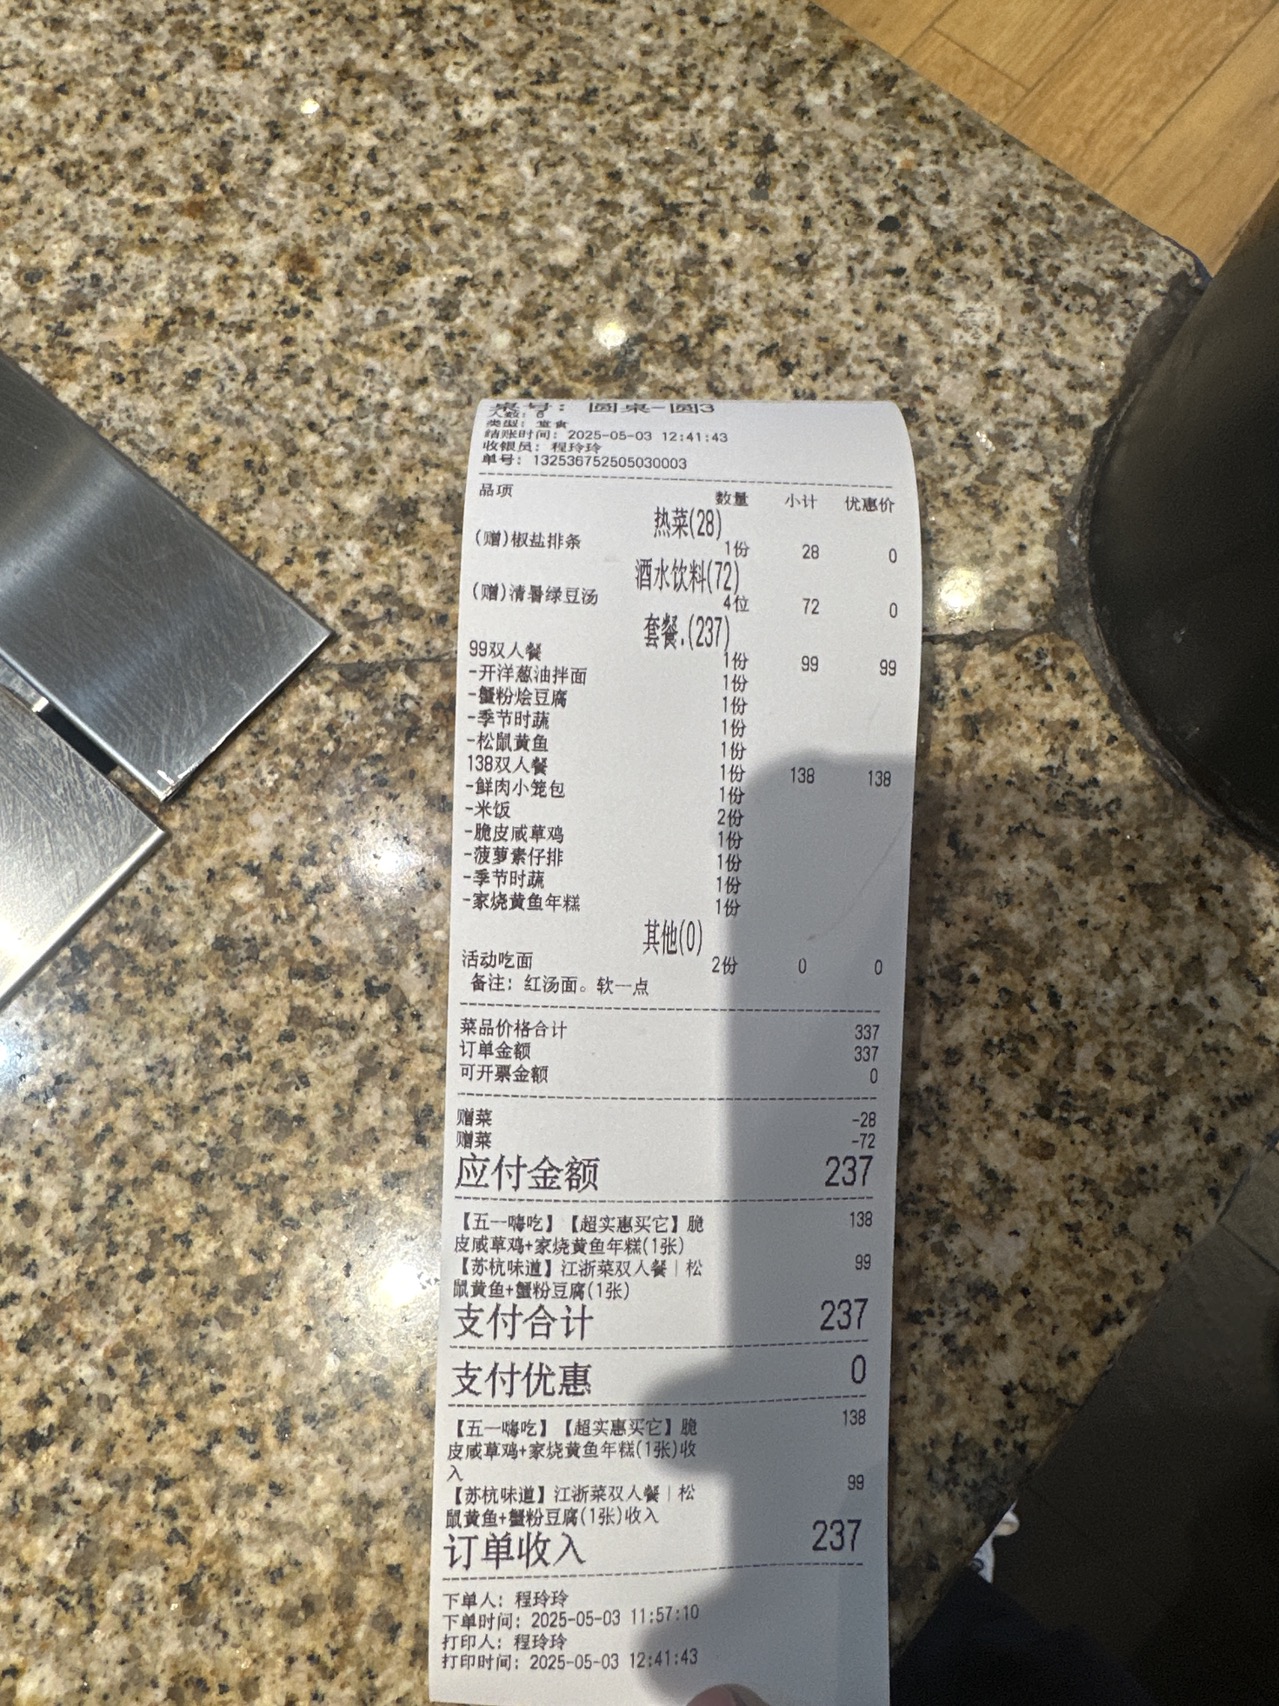 桌号: 圆桌-圆3
人数: 6
类型: 堂食
结账时间: 2025-05-03 12:41:43
收银员: 程玲玲
单号: 132536752505030003
品项 数量 小计 优惠价
热菜(28)
(赠)椒盐排条 1份 28 0
酒水饮料(72)
(赠)清暑绿豆汤 4位 72 0
套餐.(237)
99双人餐 1份 99 99
-开洋葱油拌面 1份
-蟹粉烩豆腐 1份
-季节时蔬 1份
-松鼠黄鱼 1份
138双人餐 1份 138 138
-鲜肉小笼包 1份
-米饭 2份
-脆皮咸草鸡 1份
-菠萝素仔排 1份
-季节时蔬 1份
-家烧黄鱼年糕 1份
其他(0)
活动吃面 2份 0 0
备注: 红汤面。软一点
菜品价格合计 337
订单金额 337
可开票金额 0
赠菜 -28
赠菜 -72
应付金额 237
【五一嗨吃】【超实惠买它】脆 138
皮咸草鸡+家烧黄鱼年糕(1张)
【苏杭味道】江浙菜双人餐|松 99
鼠黄鱼+蟹粉豆腐(1张)
支付合计 237
支付优惠 0
【五一嗨吃】【超实惠买它】脆 138
皮咸草鸡+家烧黄鱼年糕(1张)收
入
【苏杭味道】江浙菜双人餐|松 99
鼠黄鱼+蟹粉豆腐(1张)收入
订单收入 237
下单人: 程玲玲
下单时间: 2025-05-03 11:57:10
打印人: 程玲玲
打印时间: 2025-05-03 12:41:43